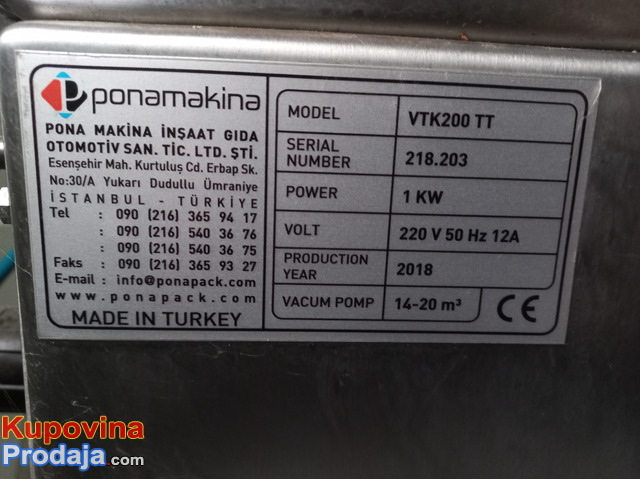 ponamakina
PONA MAKİNA İNŞAAT GIDA
OTOMOTİV SAN. TİC. LTD. ŞTİ.
Esenşehir Mah. Kurtuluş Cd. Erbap Sk.
No:30/A Yukarı Dudullu Ümraniye
İSTANBUL - TÜRKİYE
Tel : 090 (216) 365 94 17
: 090 (216) 540 36 76
: 090 (216) 540 36 75
Faks : 090 (216) 365 93 27
E-mail : info@ponapack.com
www.ponapack.com
MADE IN TURKEY
MODEL VTK200 TT
SERIAL NUMBER 218.203
POWER 1 KW
VOLT 220 V 50 Hz 12A
PRODUCTION YEAR 2018
VACUM POMP 14-20 m³ CE
Kupovina
Prodaja.com